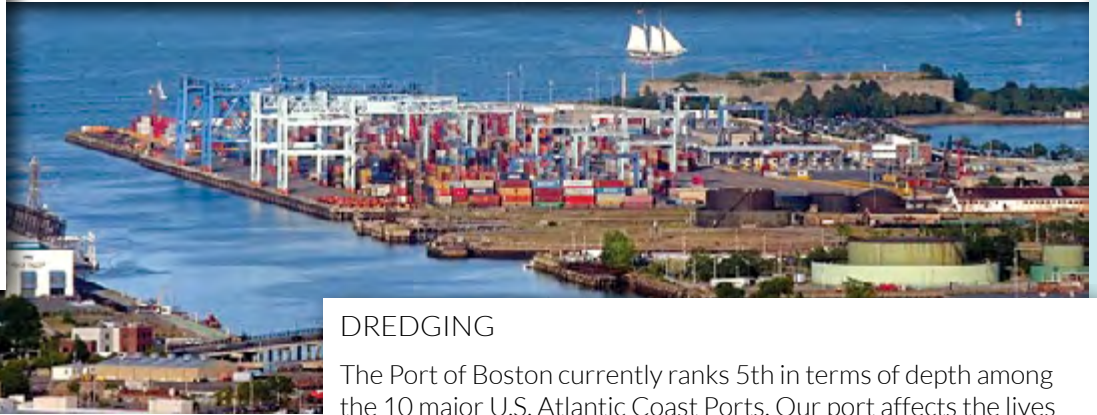 DREDGING
The Port of Boston currently ranks 5th in terms of depth among
the 10 major U.S. Atlantic Coast Ports. Our port affects the lives